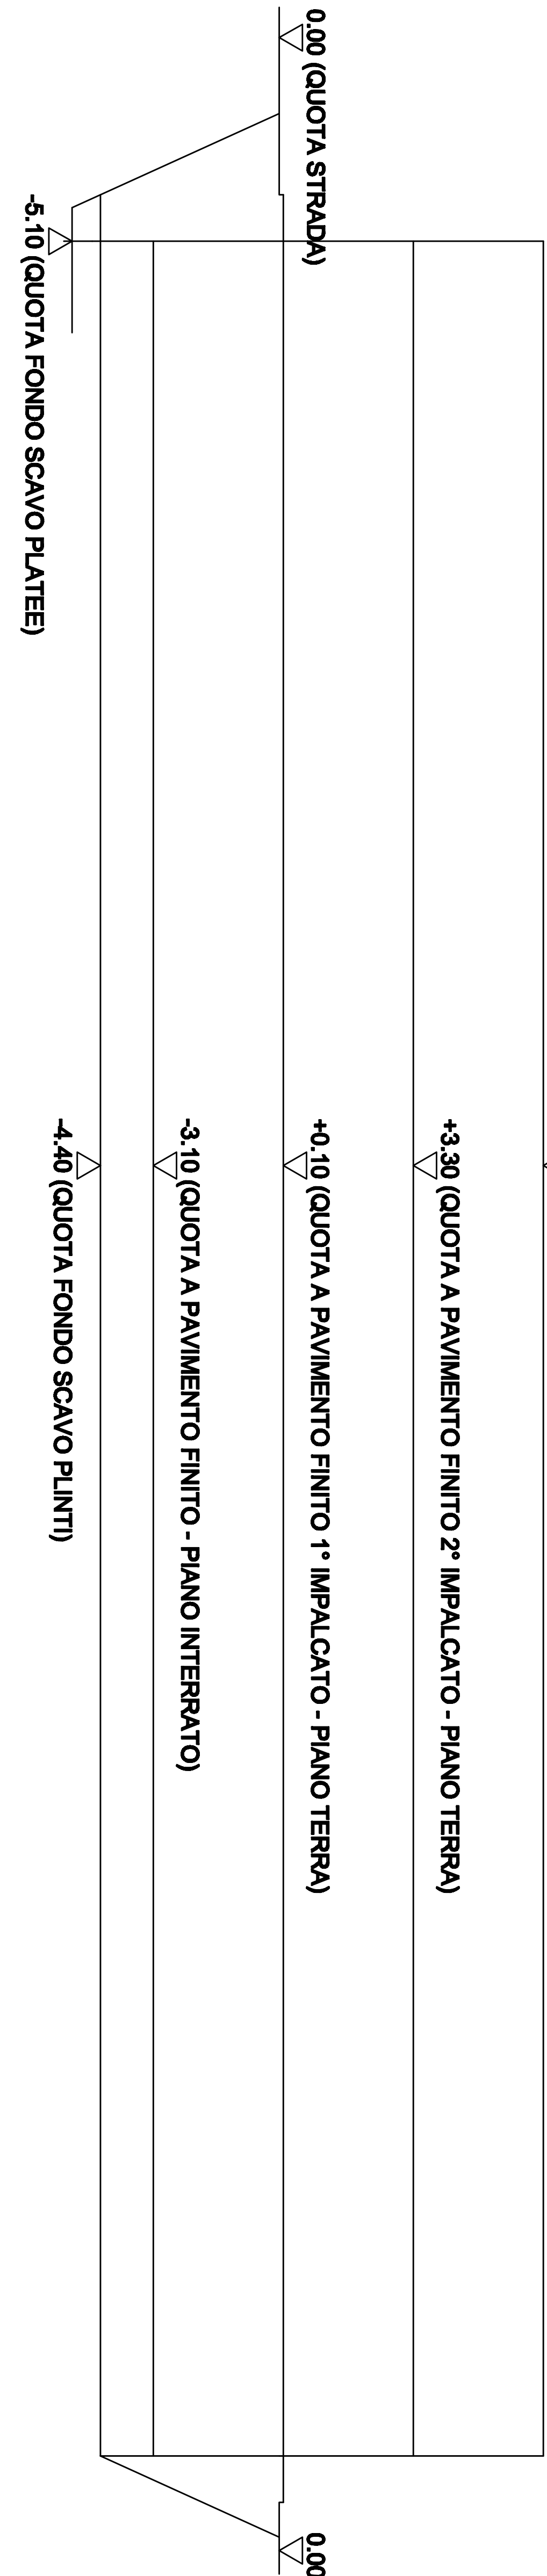 +3.30 (QUOTA A PAVIMENTO FINITO 2° IMPALCATO - PIANO TERRA)
0.00 (QUOTA STRADA)
+0.10 (QUOTA A PAVIMENTO FINITO 1° IMPALCATO - PIANO TERRA)
0.00
-3.10 (QUOTA A PAVIMENTO FINITO - PIANO INTERRATO)
-4.40 (QUOTA FONDO SCAVO PLINTI)
-5.10 (QUOTA FONDO SCAVO PLATEE)